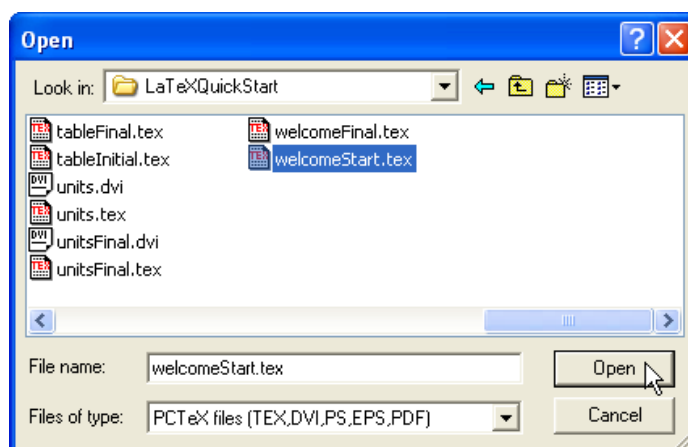 Open
Look in: LaTeXQuickStart
tableFinal.tex welcomeFinal.tex
tableInitial.tex welcomeStart.tex
units.dvi
units.tex
unitsFinal.dvi
unitsFinal.tex
File name: welcomeStart.tex Open
Files of type: PCTeX files (TEX,DVI,PS,EPS,PDF) Cancel